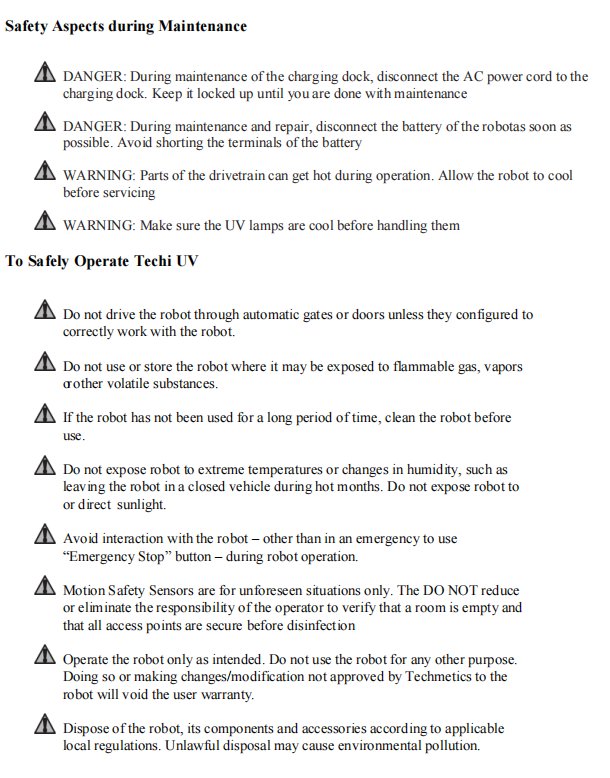 Safety Aspects during Maintenance
DANGER: During maintenance of the charging dock, disconnect the AC power cord to the
charging dock. Keep it locked up until you are done with maintenance
DANGER: During maintenance and repair, disconnect the battery of the robotas soon as
possible. Avoid shorting the terminals of the battery
WARNING: Parts of the drivetrain can get hot during operation. Allow the robot to cool
before servicing
WARNING: Make sure the UV lamps are cool before handling them
To Safely Operate Techi UV
Do not drive the robot through automatic gates or doors unless they configured to
correctly work with the robot.
Do not use or store the robot where it may be exposed to flammable gas, vapors
orother volatile substances.
If the robot has not been used for a long period of time, clean the robot before
use.
Do not expose robot to extreme temperatures or changes in humidity, such as
leaving the robot in a closed vehicle during hot months. Do not expose robot to
or direct sunlight.
Avoid interaction with the robot – other than in an emergency to use
“Emergency Stop” button – during robot operation.
Motion Safety Sensors are for unforeseen situations only. The DO NOT reduce
or eliminate the responsibility of the operator to verify that a room is empty and
that all access points are secure before disinfection
Operate the robot only as intended. Do not use the robot for any other purpose.
Doing so or making changes/modification not approved by Techmetics to the
robot will void the user warranty.
Dispose of the robot, its components and accessories according to applicable
local regulations. Unlawful disposal may cause environmental pollution.